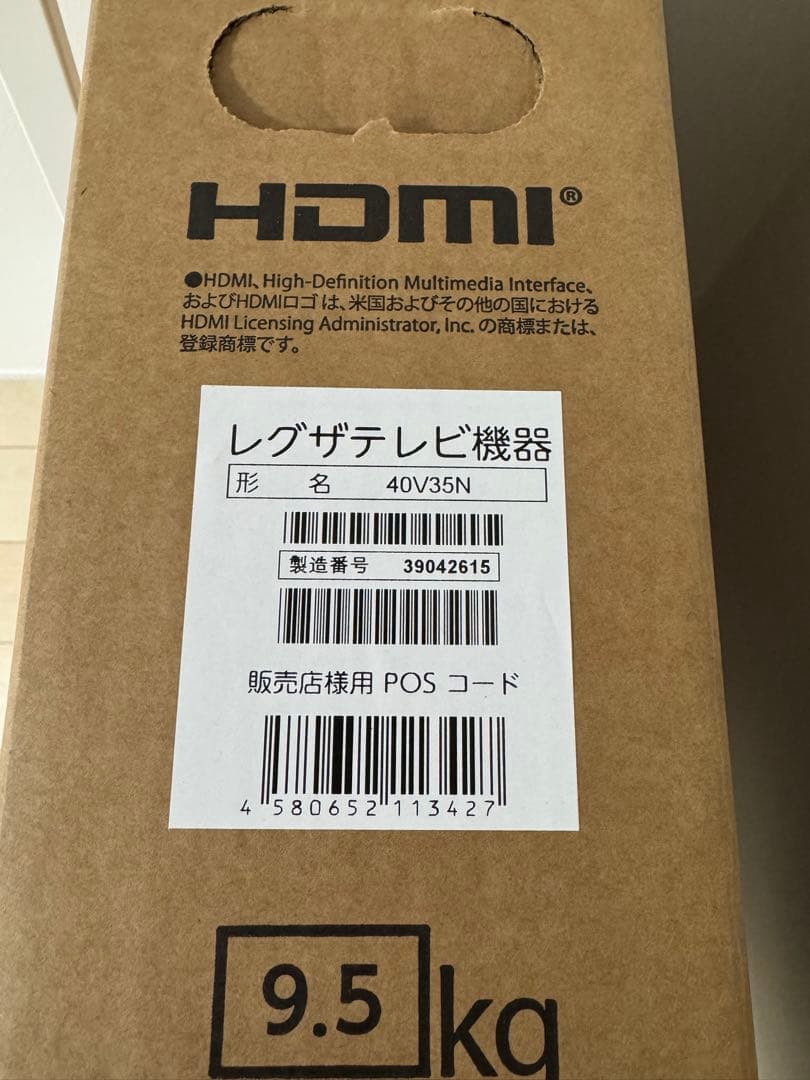 HDMI®
●HDMI、High-Definition Multimedia Interface、
およびHDMIロゴ は、米国およびその他の国における
HDMI Licensing Administrator, Inc. の商標または、
登録商標です。
レグザテレビ機器
形 名 40V35N
製造番号 39042615
販売店様用 POS コード
4 580652 113427
9.5 kg